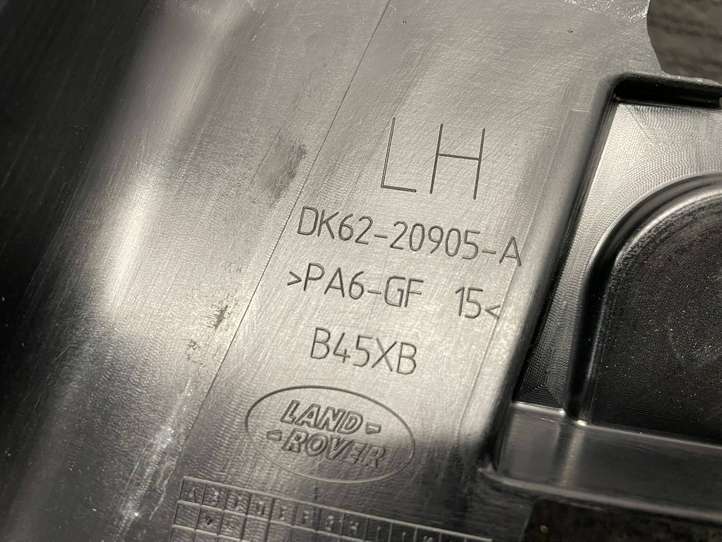 LH
DK62-20905-A
>PA6-GF 15<
B45XB
LAND-
-ROVER